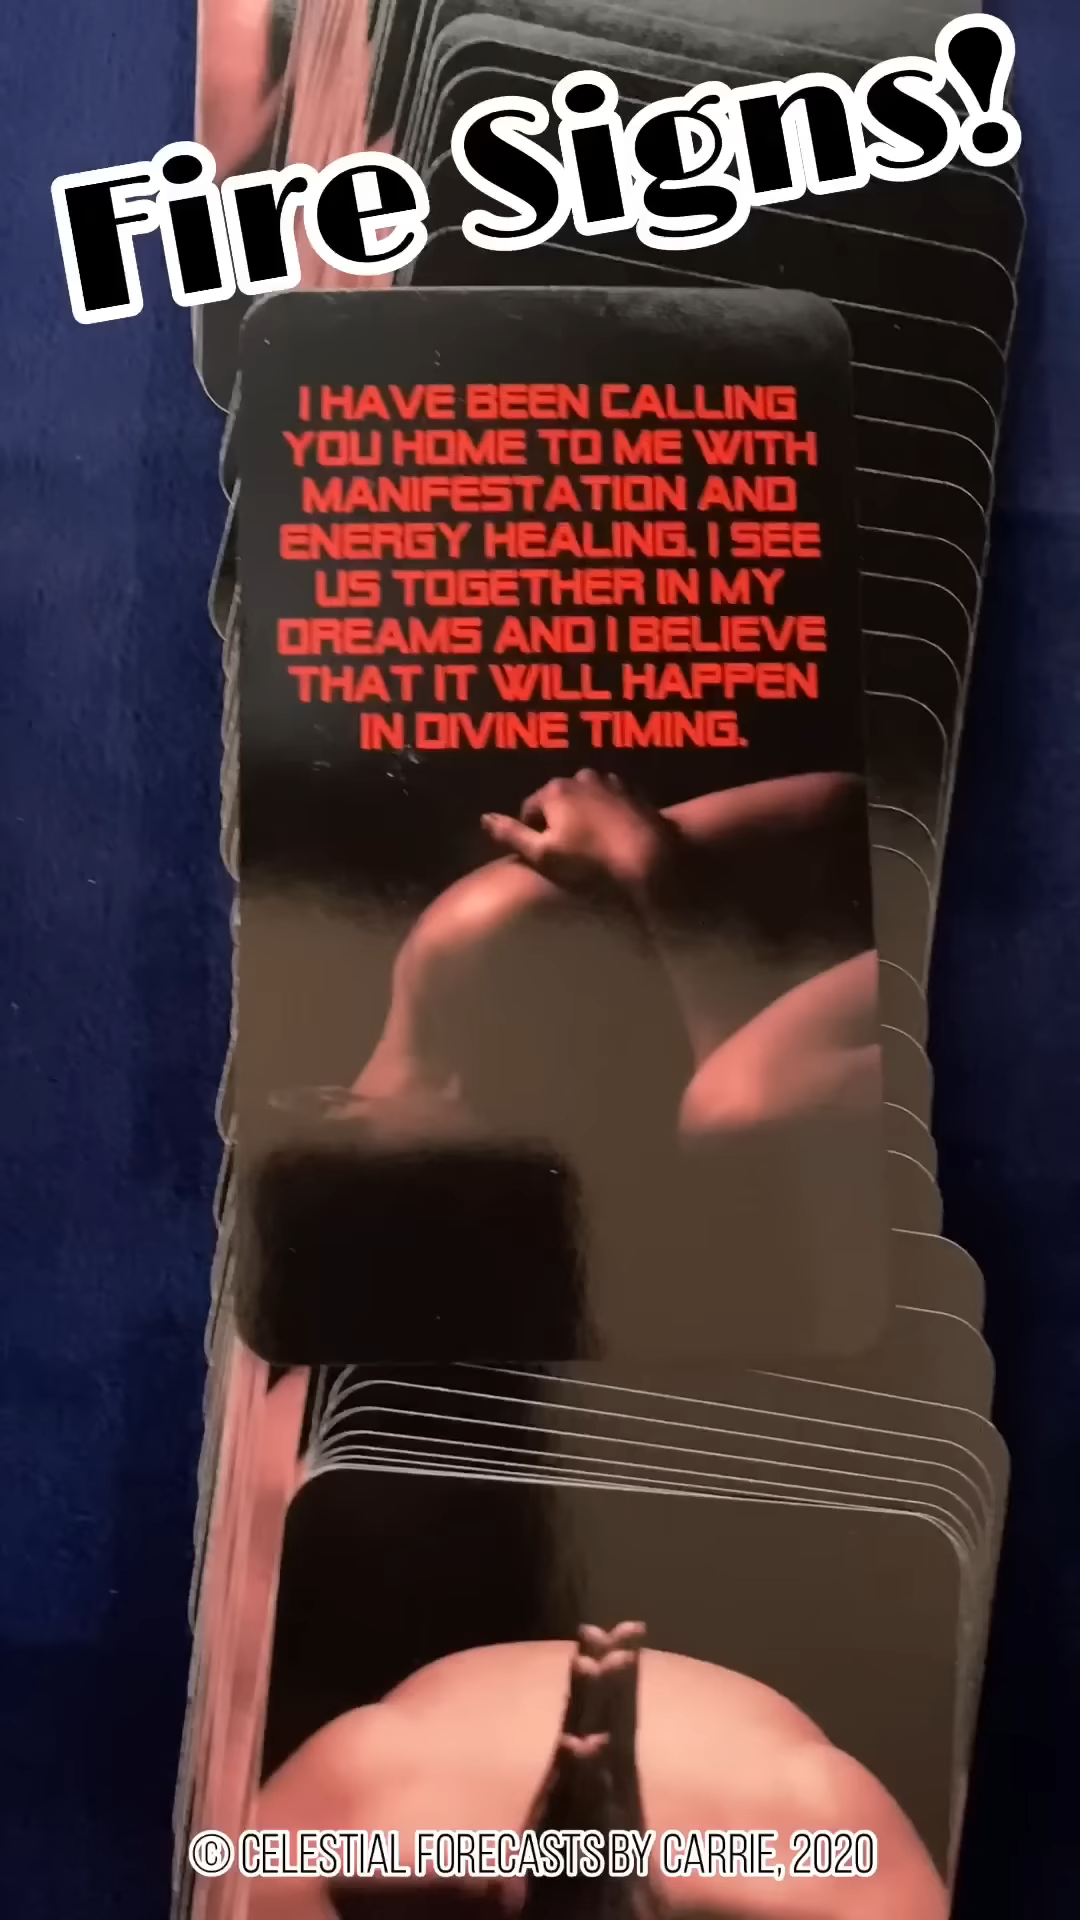 Fire Signs!
I HAVE BEEN CALLING
YOU HOME TO ME WITH
MANIFESTATION AND
ENERGY HEALING. I SEE
US TOGETHER IN MY
DREAMS AND I BELIEVE
THAT IT WILL HAPPEN
IN DIVINE TIMING.
© CELESTIAL FORECASTS BY CARRIE, 2020